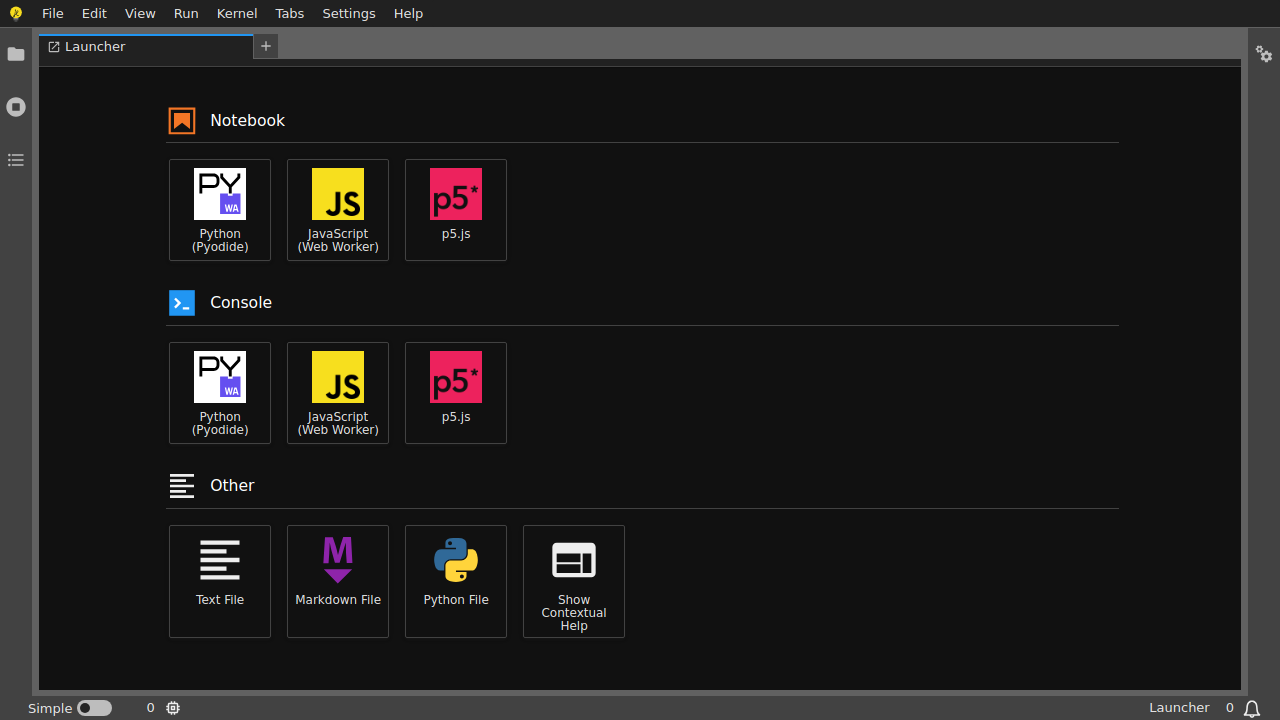 File Edit View Run Kernel Tabs Settings Help
Launcher
Notebook
PY
WA
Python
(Pyodide)
JS
JavaScript
(Web Worker)
p5*
p5.js
Console
PY
WA
Python
(Pyodide)
JS
JavaScript
(Web Worker)
p5*
p5.js
Other
Text File
M
Markdown File
Python File
Show
Contextual
Help
Simple 0 Launcher 0